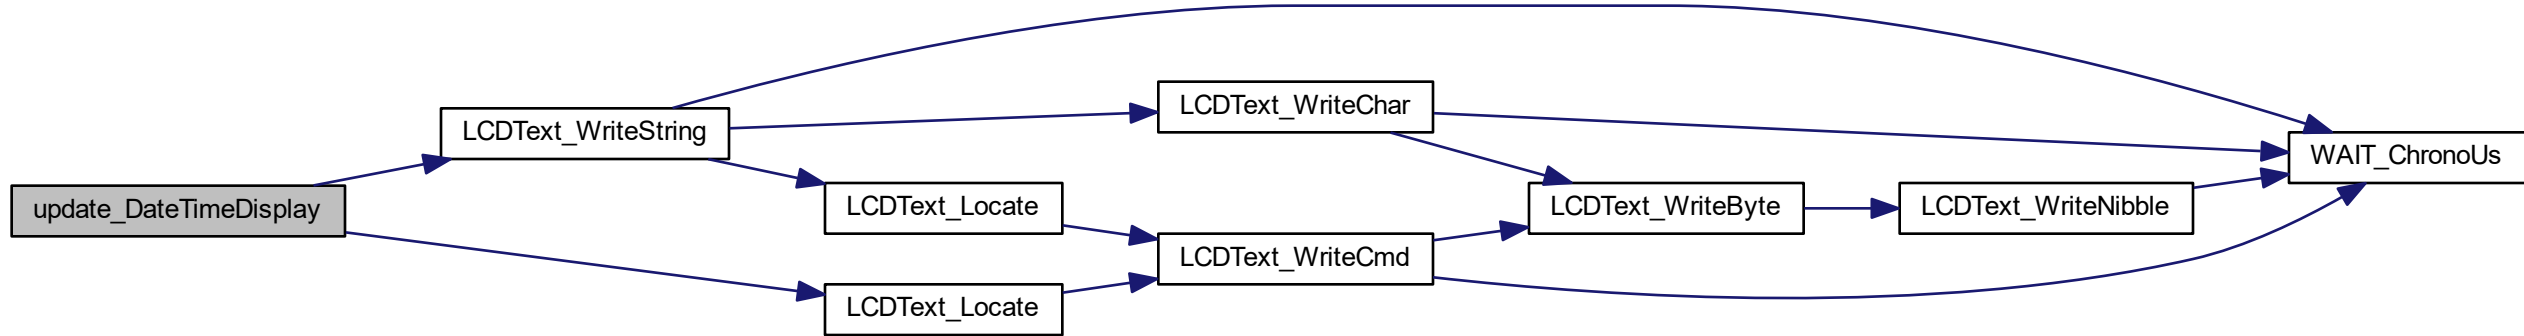 update_DateTimeDisplay
LCDText_WriteString
LCDText_Locate
LCDText_Locate
LCDText_WriteChar
LCDText_WriteCmd
LCDText_WriteByte
LCDText_WriteNibble
WAIT_ChronoUs